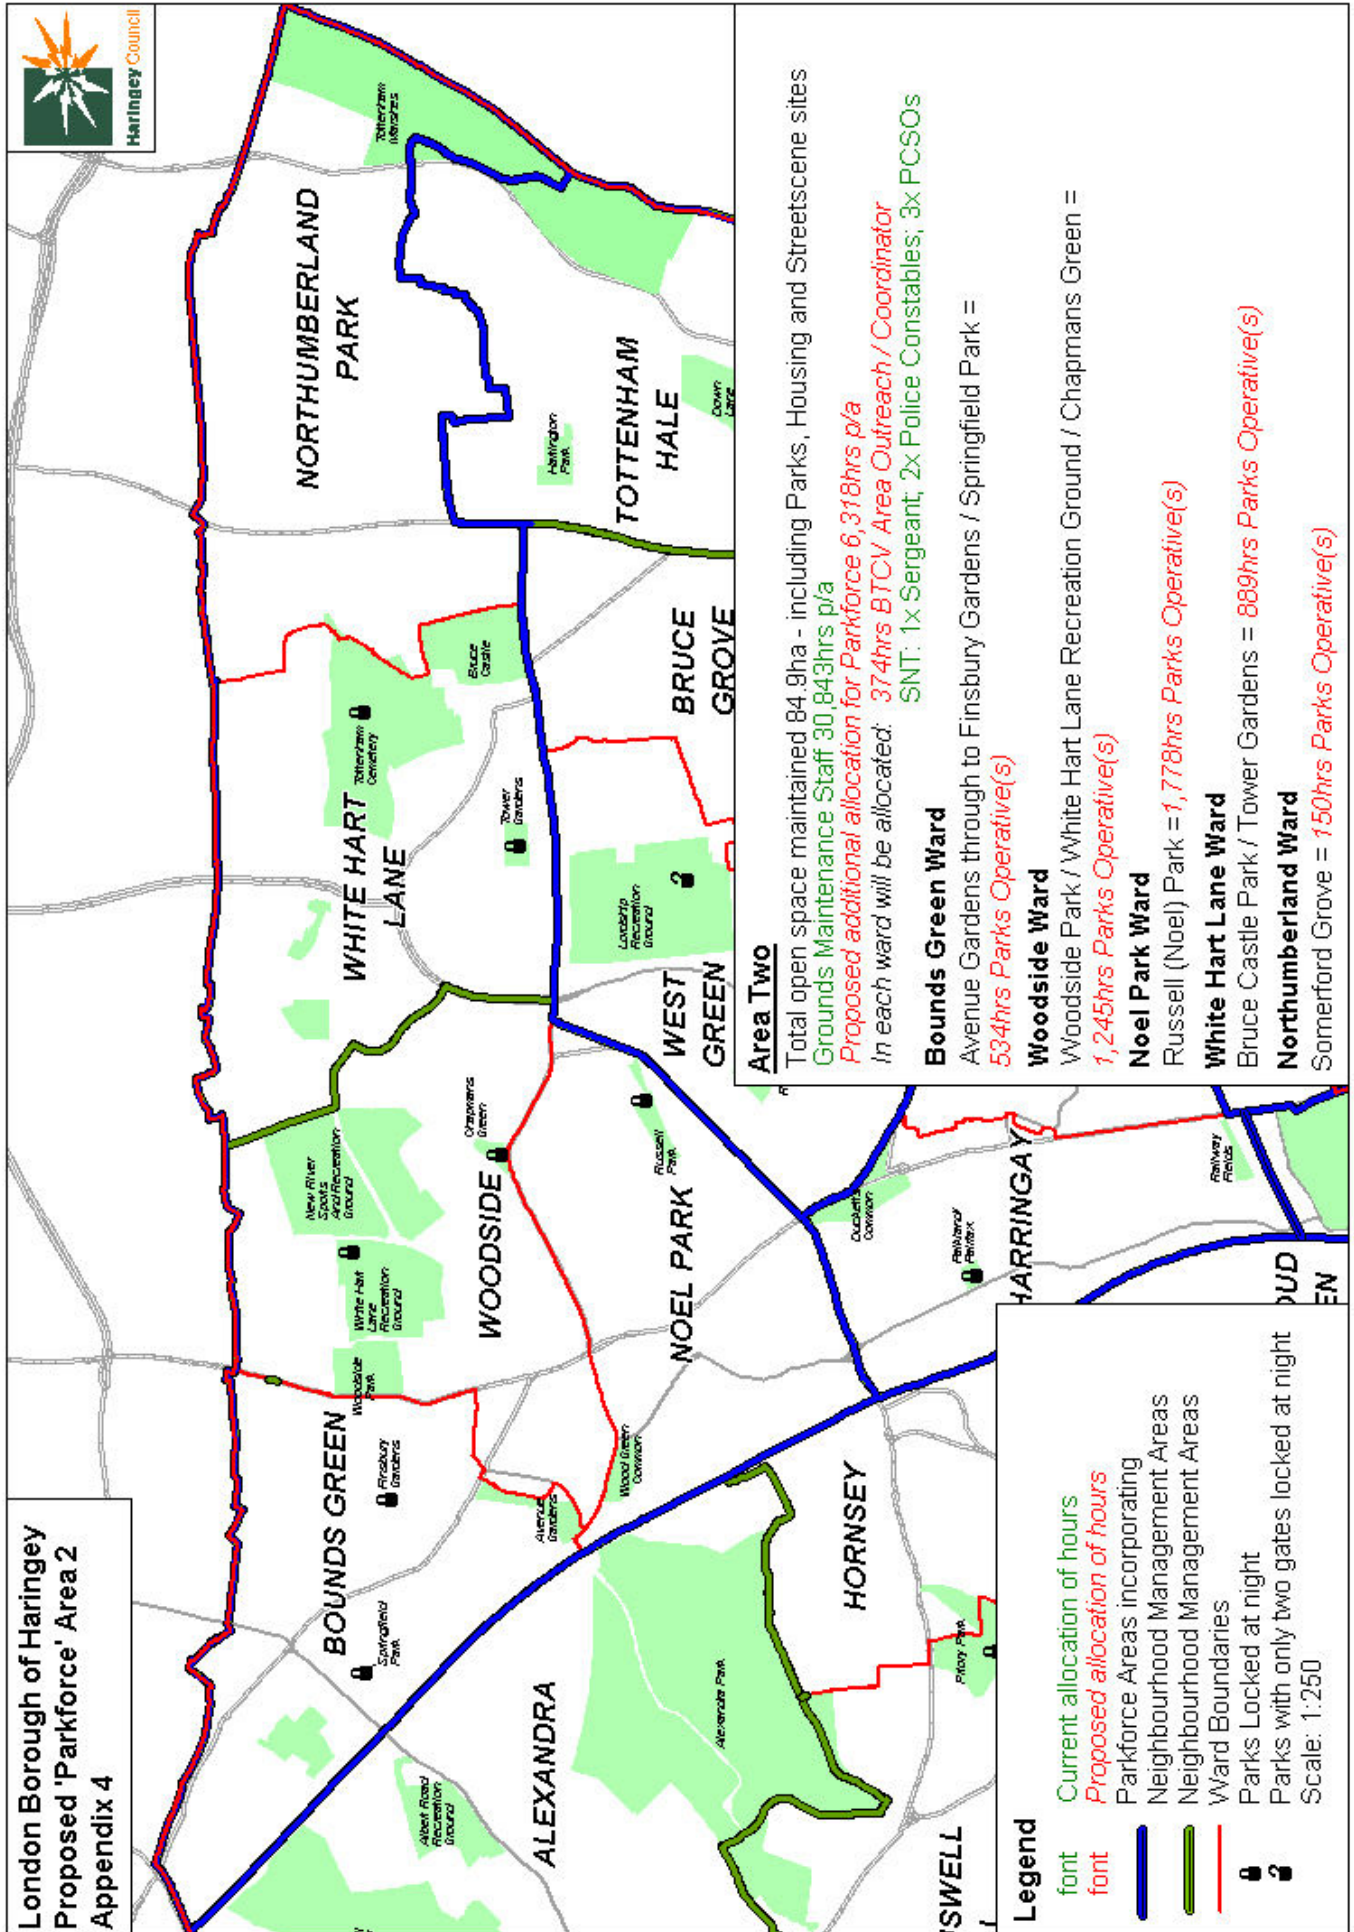 London Borough of Haringey
Proposed 'Parkforce' Area 2
Appendix 4
Haringey Council
NORTHUMBERLAND
PARK
Tottenham
Marshes
WHITE HART
LANE
Tottenham
Cemetery
Bruce
Castle
Tower
Gardens
Hartington
Park
TOTTENHAM
HALE
Down
Lane
BRUCE
GROVE
Lordship
Recreation
Ground
WEST
GREEN
BOUNDS GREEN
Springfield
Park
Finsbury
Gardens
Woodside
Park
White Hart
Lane
Recreation
Ground
New River
Sports
And Recreation
Ground
WOODSIDE
Chapmans
Green
Avenue
Gardens
Wood Green
Common
NOEL PARK
Russell
Park
ALEXANDRA
Albert Road
Recreation
Ground
Alexandra Park
HORNSEY
Priory Park
Ducketts
Common
HARRINGAY
Falkland/
Fairfax
Railway
Fields
R
OUD
EN
SWELL
L
Area Two
Total open space maintained 84.9ha - including Parks, Housing and Streetscene sites
Grounds Maintenance Staff 30,843hrs p/a
Proposed additional allocation for Parkforce 6,318hrs p/a
In each ward will be allocated: 374hrs BTCV Area Outreach / Coordinator
SNT: 1x Sergeant; 2x Police Constables; 3x PCSOs
Bounds Green Ward
Avenue Gardens through to Finsbury Gardens / Springfield Park =
534hrs Parks Operative(s)
Woodside Ward
Woodside Park / White Hart Lane Recreation Ground / Chapmans Green =
1,245hrs Parks Operative(s)
Noel Park Ward
Russell (Noel) Park = 1,778hrs Parks Operative(s)
White Hart Lane Ward
Bruce Castle Park / Tower Gardens = 889hrs Parks Operative(s)
Northumberland Ward
Somerford Grove = 150hrs Parks Operative(s)
Legend
font Current allocation of hours
font Proposed allocation of hours
Parkforce Areas incorporating
Neighbourhood Management Areas
Neighbourhood Management Areas
Ward Boundaries
Parks Locked at night
2 Parks with only two gates locked at night
Scale: 1:250